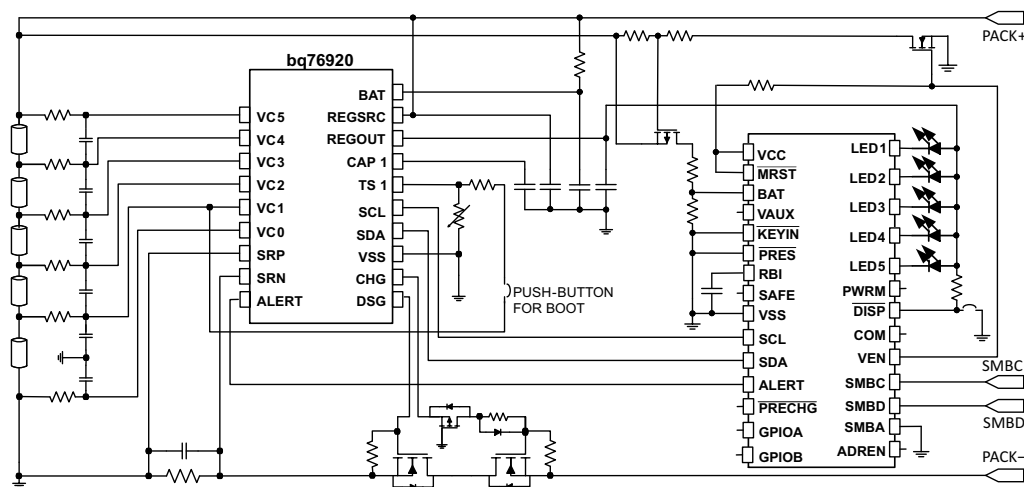 PACK+
bq76920
BAT
REGSRC
REGOUT
CAP 1
TS 1
SCL
SDA
VSS
CHG
DSG
VC5
VC4
VC3
VC2
VC1
VC0
SRP
SRN
ALERT
PUSH-BUTTON
FOR BOOT
VCC
MRST
BAT
VAUX
KEYIN
PRES
RBI
SAFE
VSS
SCL
SDA
ALERT
PRECHG
GPIOA
GPIOB
LED1
LED2
LED3
LED4
LED5
PWRM
DISP
COM
VEN
SMBC
SMBD
SMBA
ADREN
SMBC
SMBD
PACK–